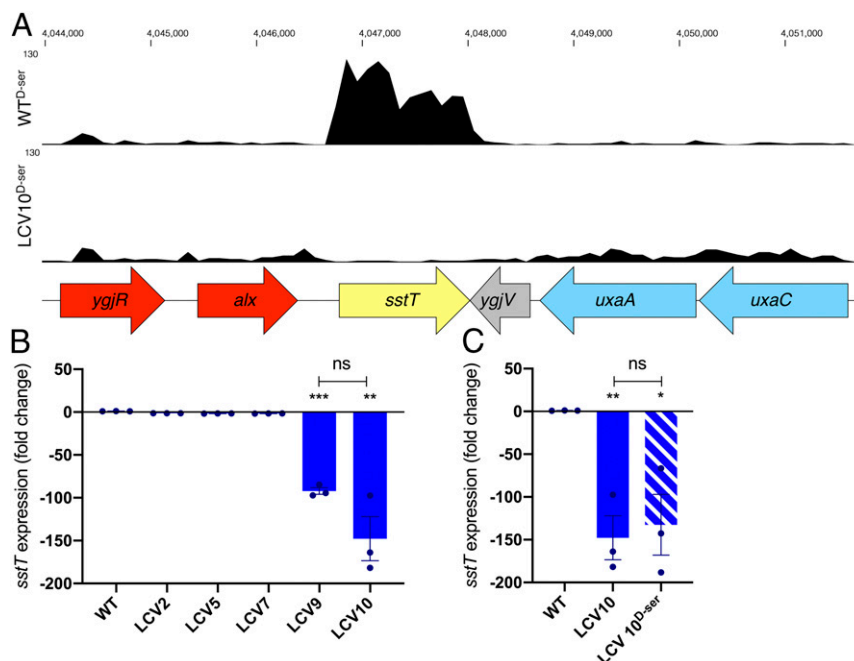 A
4,044,000 4,045,000 4,046,000 4,047,000 4,048,000 4,049,000 4,050,000 4,051,000
130
WT^D-ser
130
LCV10^D-ser
ygjR alx sstT ygjV uxaA uxaC
B
sstT expression (fold change)
50
0
-50
-100
-150
-200
ns
***
**
WT LCV2 LCV5 LCV7 LCV9 LCV10
C
sstT expression (fold change)
50
0
-50
-100
-150
-200
ns
**
*
WT LCV10 LCV 10^D-ser